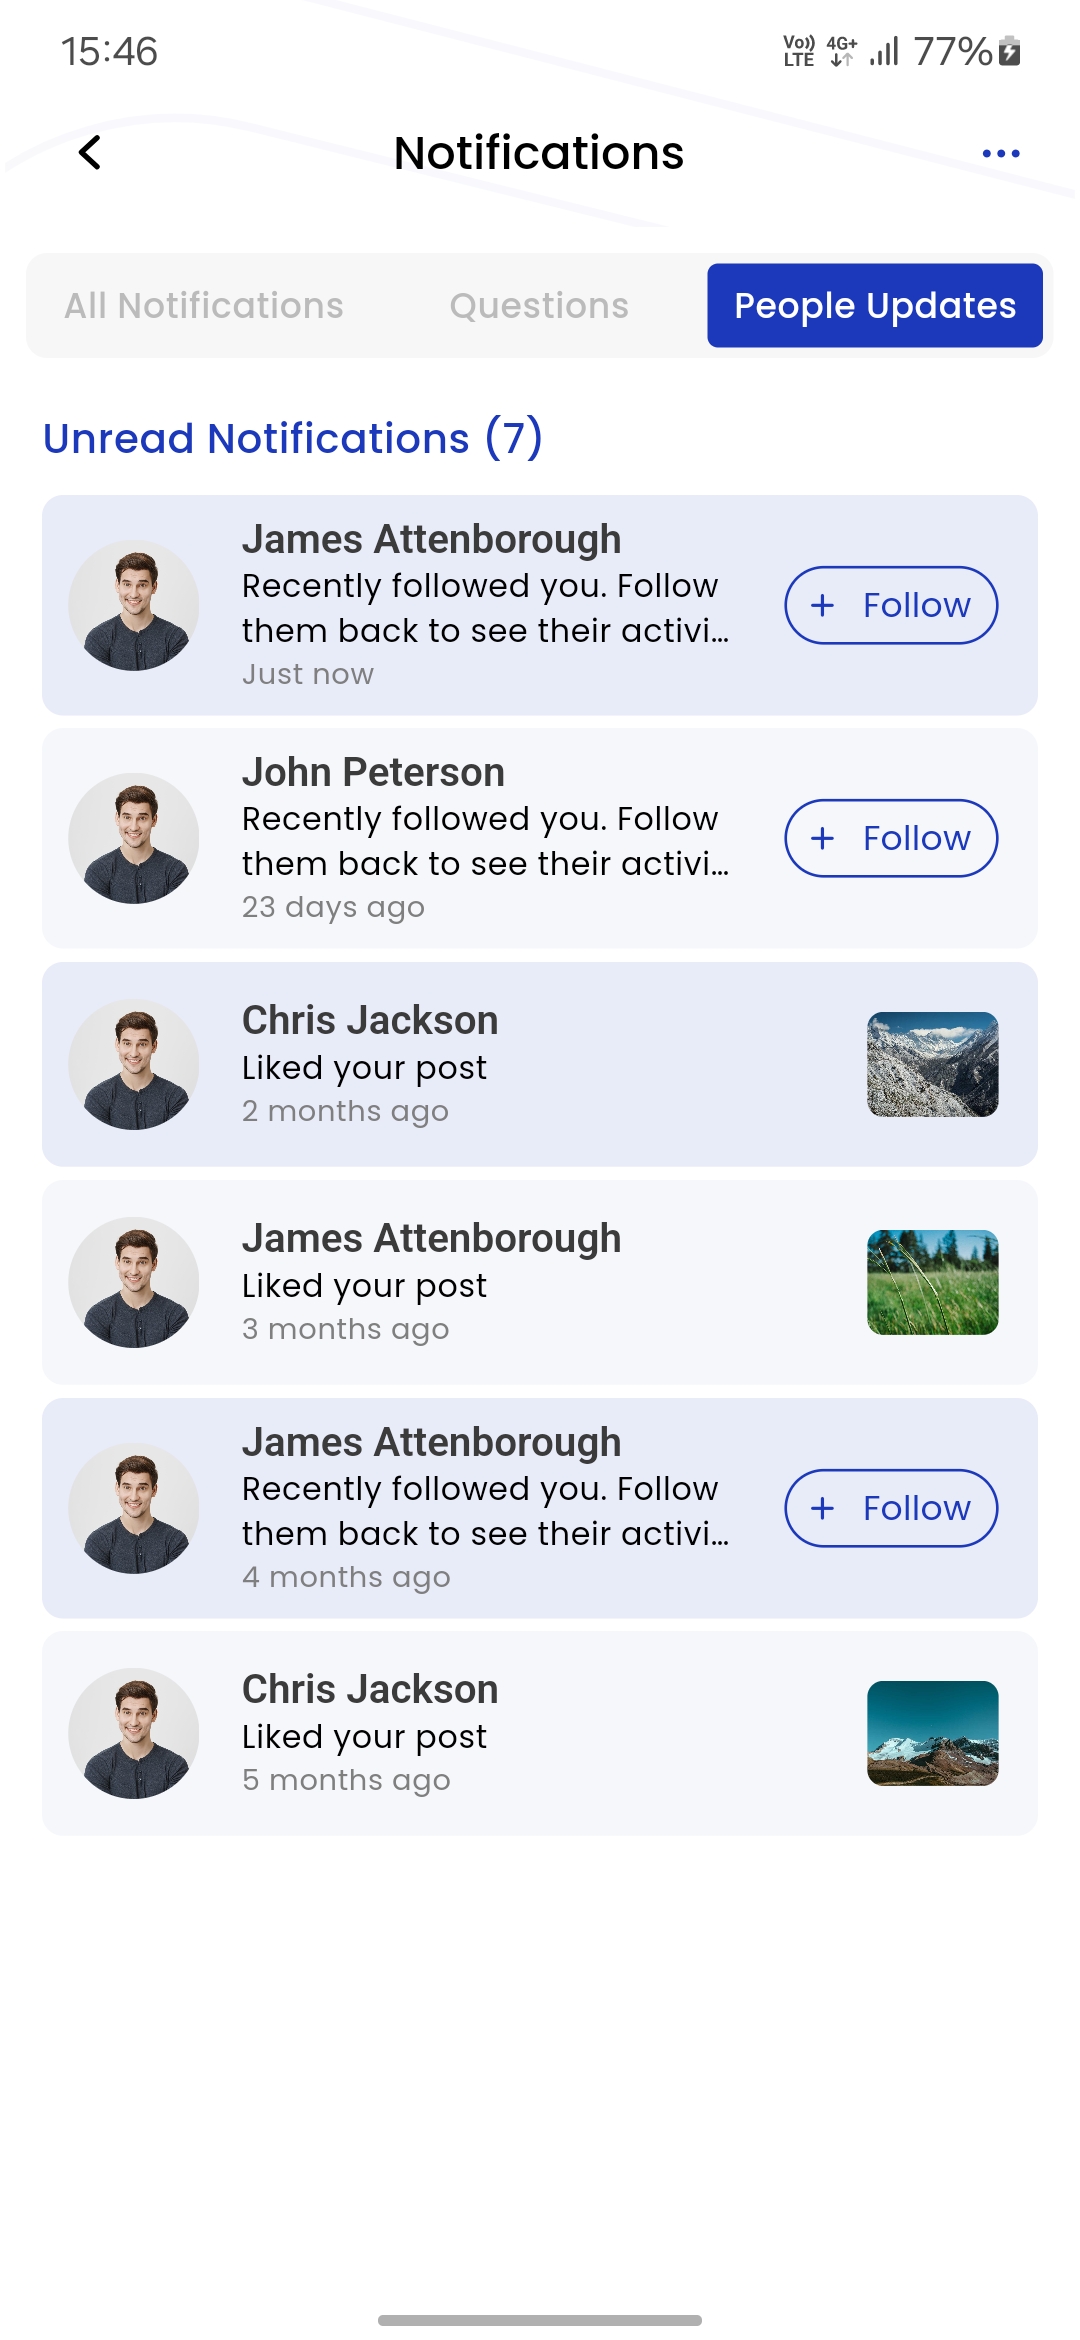 15:46
Vo)) LTE 4G+ 77%
Notifications
All Notifications Questions People Updates
Unread Notifications (7)
James Attenborough
Recently followed you. Follow
them back to see their activi...
Just now
+ Follow
John Peterson
Recently followed you. Follow
them back to see their activi...
23 days ago
+ Follow
Chris Jackson
Liked your post
2 months ago
James Attenborough
Liked your post
3 months ago
James Attenborough
Recently followed you. Follow
them back to see their activi...
4 months ago
+ Follow
Chris Jackson
Liked your post
5 months ago